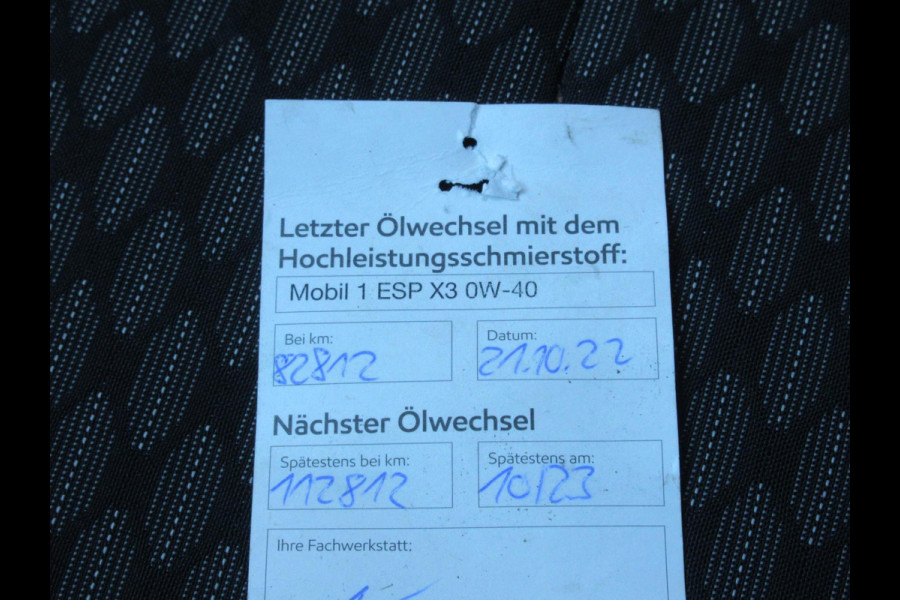 Letzter Ölwechsel mit dem
Hochleistungsschmierstoff:
Mobil 1 ESP X3 0W-40
Bei km:
82812
Datum:
21.10.22
Nächster Ölwechsel
Spätestens bei km:
112812
Spätestens am:
10/23
Ihre Fachwerkstatt: